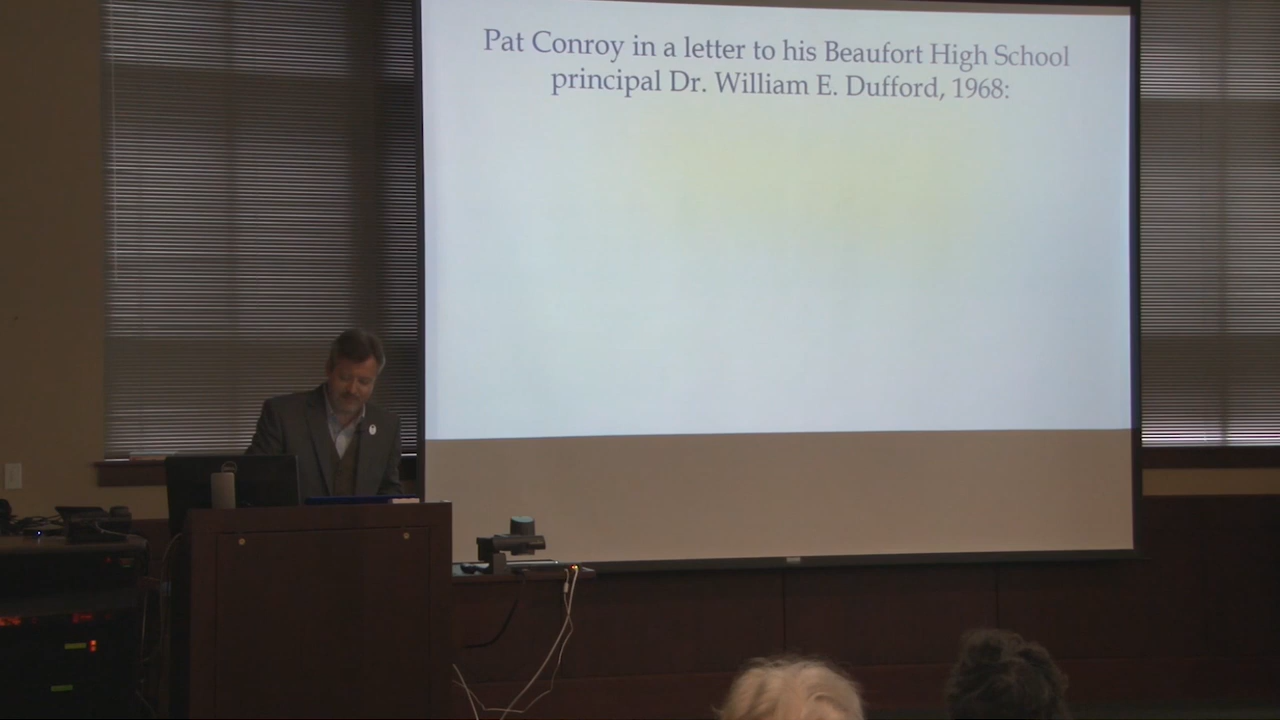 Pat Conroy in a letter to his Beaufort High School
principal Dr. William E. Dufford, 1968: